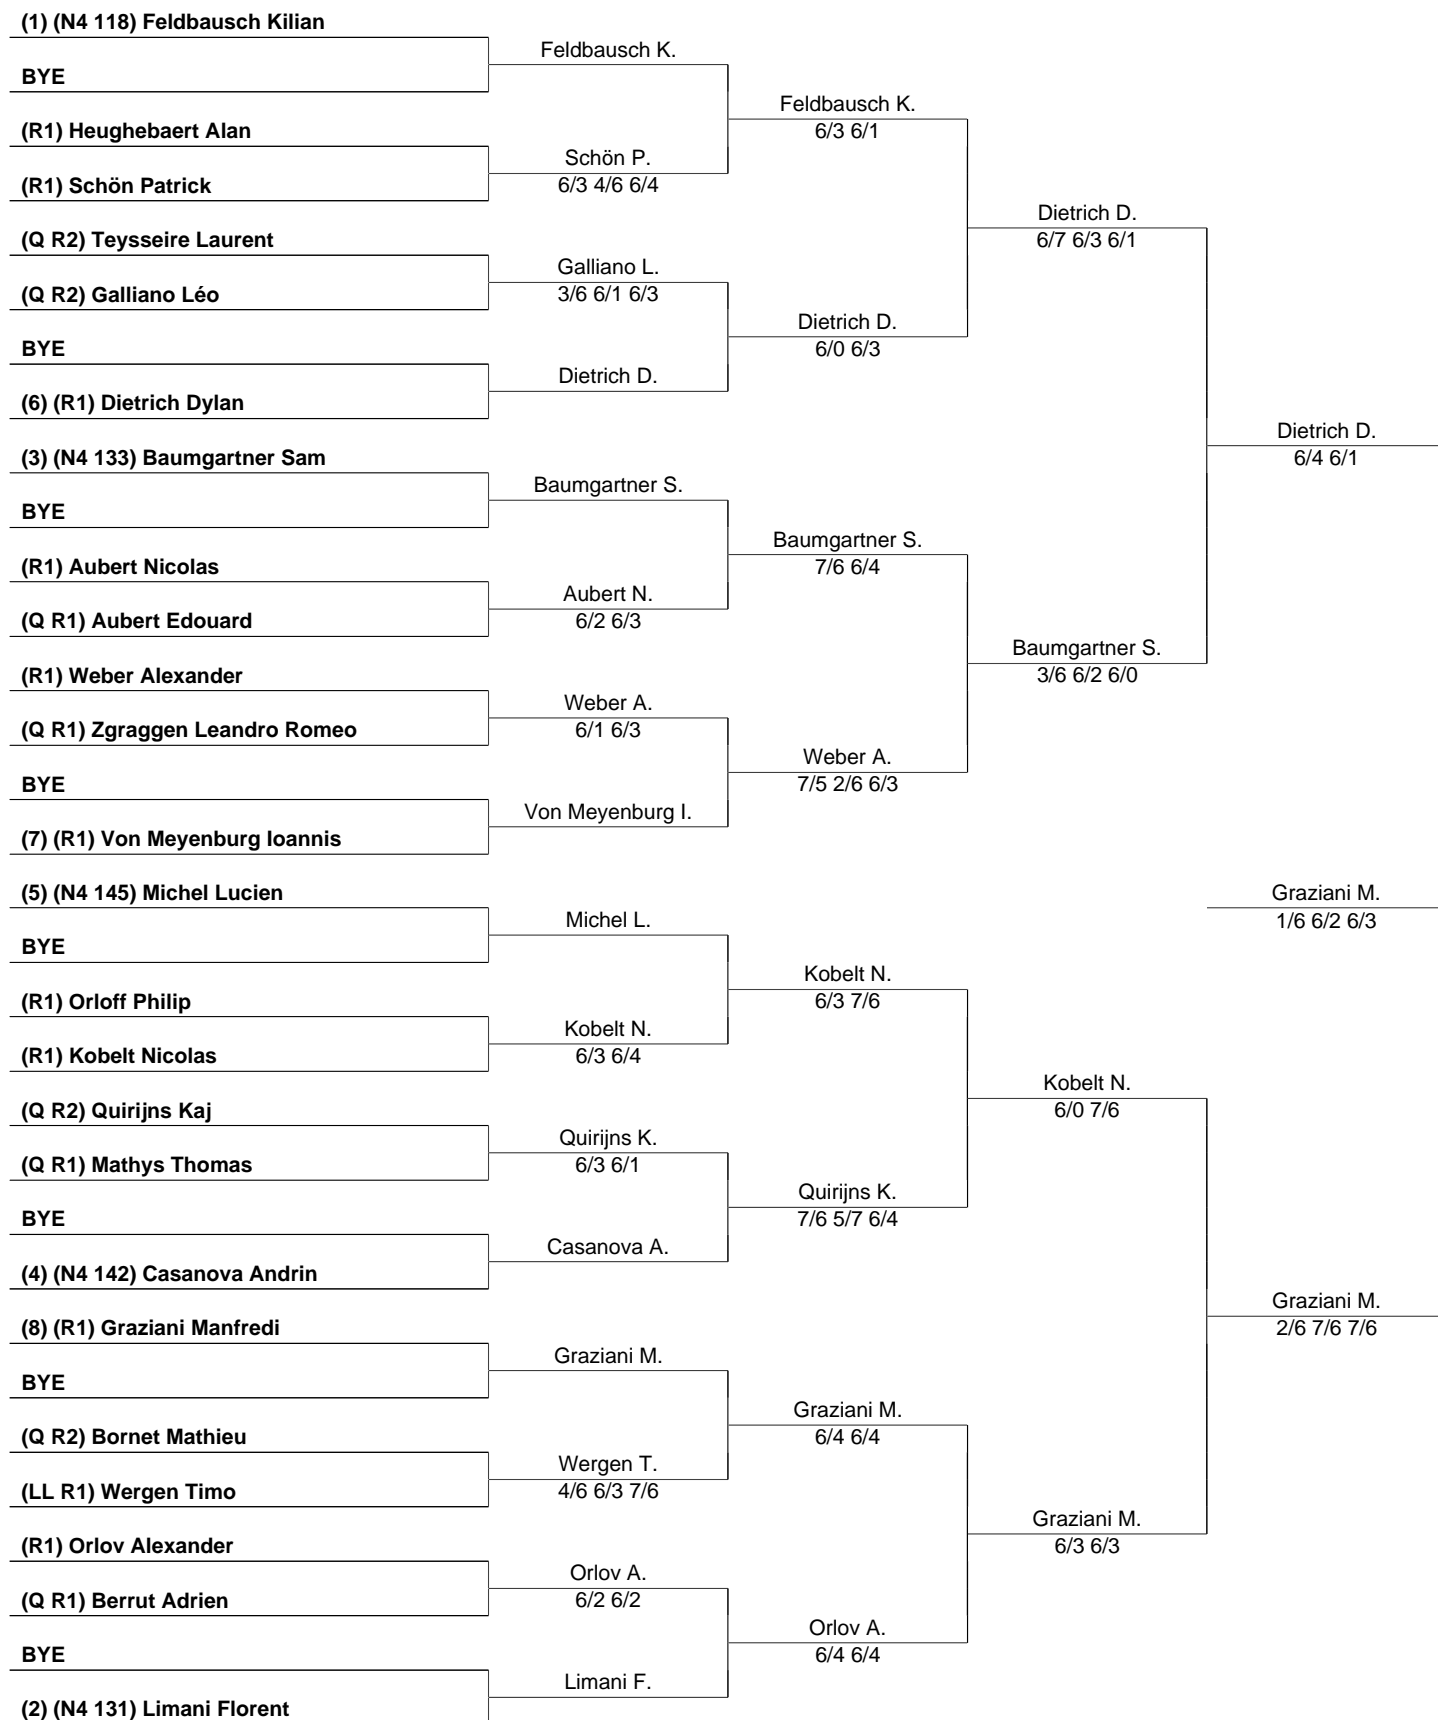 (1) (N4 118) Feldbausch Kilian
BYE
(R1) Heughebaert Alan
(R1) Schön Patrick
(Q R2) Teysseire Laurent
(Q R2) Galliano Léo
BYE
(6) (R1) Dietrich Dylan
(3) (N4 133) Baumgartner Sam
BYE
(R1) Aubert Nicolas
(Q R1) Aubert Edouard
(R1) Weber Alexander
(Q R1) Zgraggen Leandro Romeo
BYE
(7) (R1) Von Meyenburg Ioannis
(5) (N4 145) Michel Lucien
BYE
(R1) Orloff Philip
(R1) Kobelt Nicolas
(Q R2) Quirijns Kaj
(Q R1) Mathys Thomas
BYE
(4) (N4 142) Casanova Andrin
(8) (R1) Graziani Manfredi
BYE
(Q R2) Bornet Mathieu
(LL R1) Wergen Timo
(R1) Orlov Alexander
(Q R1) Berrut Adrien
BYE
(2) (N4 131) Limani Florent
Feldbausch K.
Schön P.
6/3 4/6 6/4
Galliano L.
3/6 6/1 6/3
Dietrich D.
Baumgartner S.
Aubert N.
6/2 6/3
Weber A.
6/1 6/3
Von Meyenburg I.
Michel L.
Kobelt N.
6/3 6/4
Quirijns K.
6/3 6/1
Casanova A.
Graziani M.
Wergen T.
4/6 6/3 7/6
Orlov A.
6/2 6/2
Limani F.
Feldbausch K.
6/3 6/1
Dietrich D.
6/0 6/3
Baumgartner S.
7/6 6/4
Weber A.
7/5 2/6 6/3
Kobelt N.
6/3 7/6
Quirijns K.
7/6 5/7 6/4
Graziani M.
6/4 6/4
Orlov A.
6/4 6/4
Dietrich D.
6/7 6/3 6/1
Baumgartner S.
3/6 6/2 6/0
Kobelt N.
6/0 7/6
Graziani M.
6/3 6/3
Dietrich D.
6/4 6/1
Graziani M.
1/6 6/2 6/3
Graziani M.
2/6 7/6 7/6